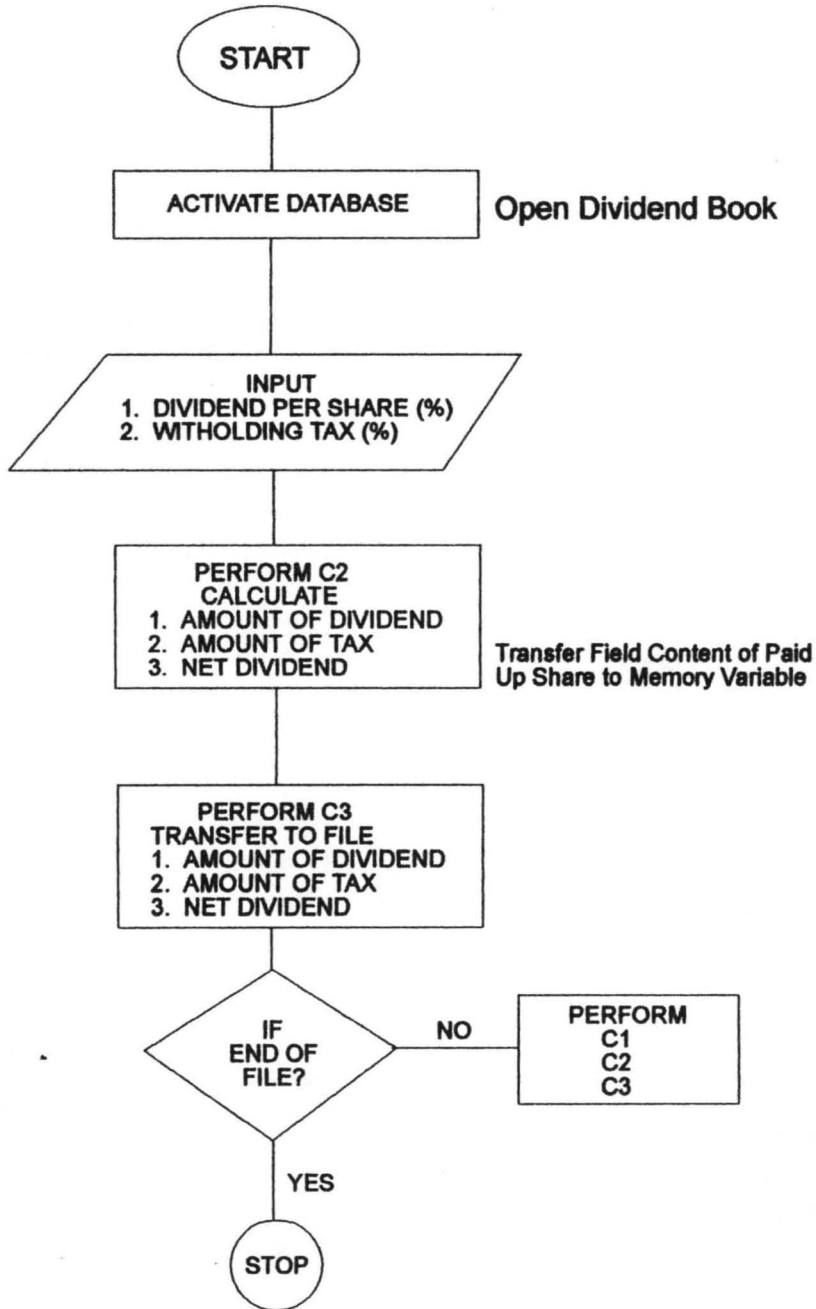 START
ACTIVATE DATABASE
Open Dividend Book
INPUT
1. DIVIDEND PER SHARE (%)
2. WITHOLDING TAX (%)
PERFORM C2
CALCULATE
1. AMOUNT OF DIVIDEND
2. AMOUNT OF TAX
3. NET DIVIDEND
Transfer Field Content of Paid
Up Share to Memory Variable
PERFORM C3
TRANSFER TO FILE
1. AMOUNT OF DIVIDEND
2. AMOUNT OF TAX
3. NET DIVIDEND
IF
END OF
FILE?
NO
PERFORM
C1
C2
C3
YES
STOP